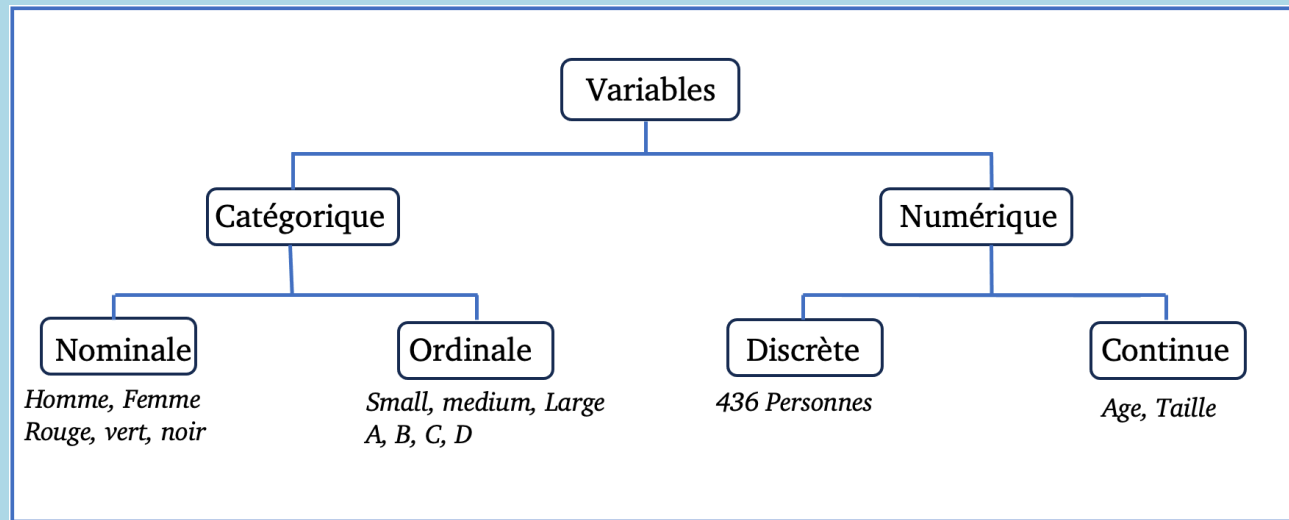 Variables
Catégorique
Numérique
Nominale
Ordinale
Discrète
Continue
Homme, Femme
Rouge, vert, noir
Small, medium, Large
A, B, C, D
436 Personnes
Age, Taille